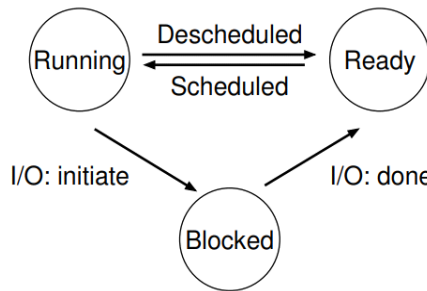 Descheduled
Running
Ready
Scheduled
I/O: initiate
I/O: done
Blocked